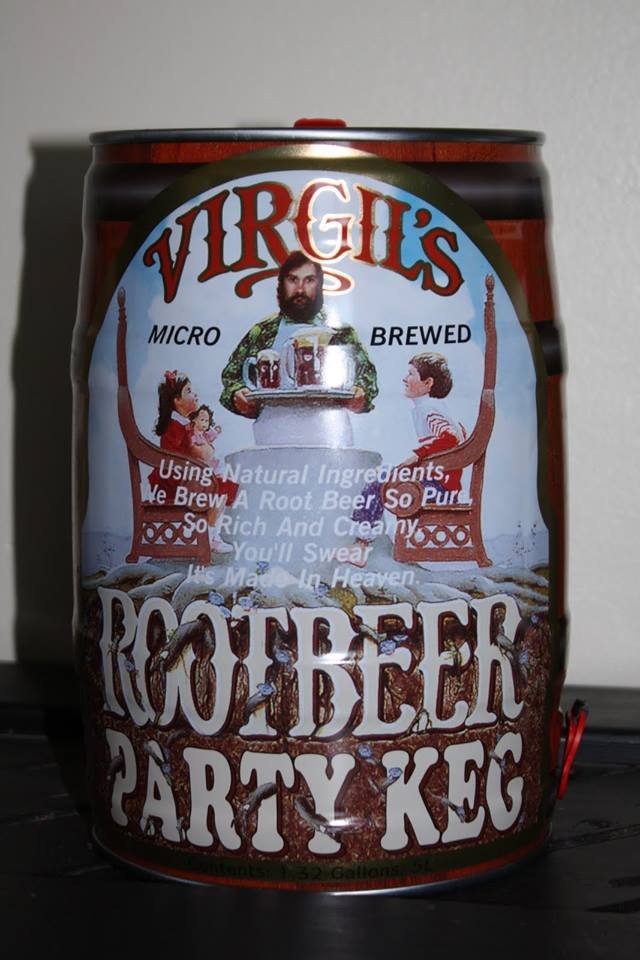 VIRGIL'S
MICRO BREWED
Using Natural Ingredients,
We Brew A Root Beer So Pure,
So Rich And Creamy,
You'll Swear
It's Made In Heaven.
ROOTBEER
PARTY KEG
Contents: 1.32 Gallons, 5L